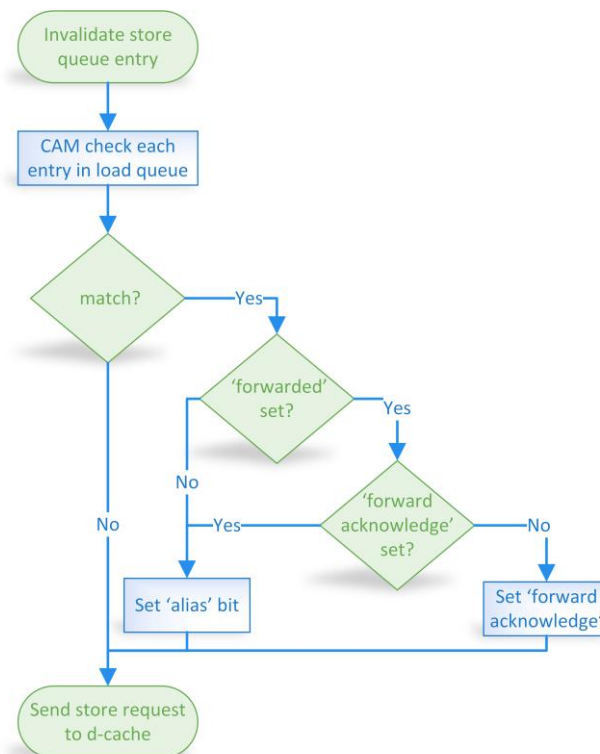 Invalidate store
queue entry
CAM check each
entry in load queue
match?
Yes
'forwarded'
set?
Yes
No
'forward
acknowledge'
set?
No
Yes
No
Set 'alias' bit
Set 'forward
acknowledge'
Send store request
to d-cache